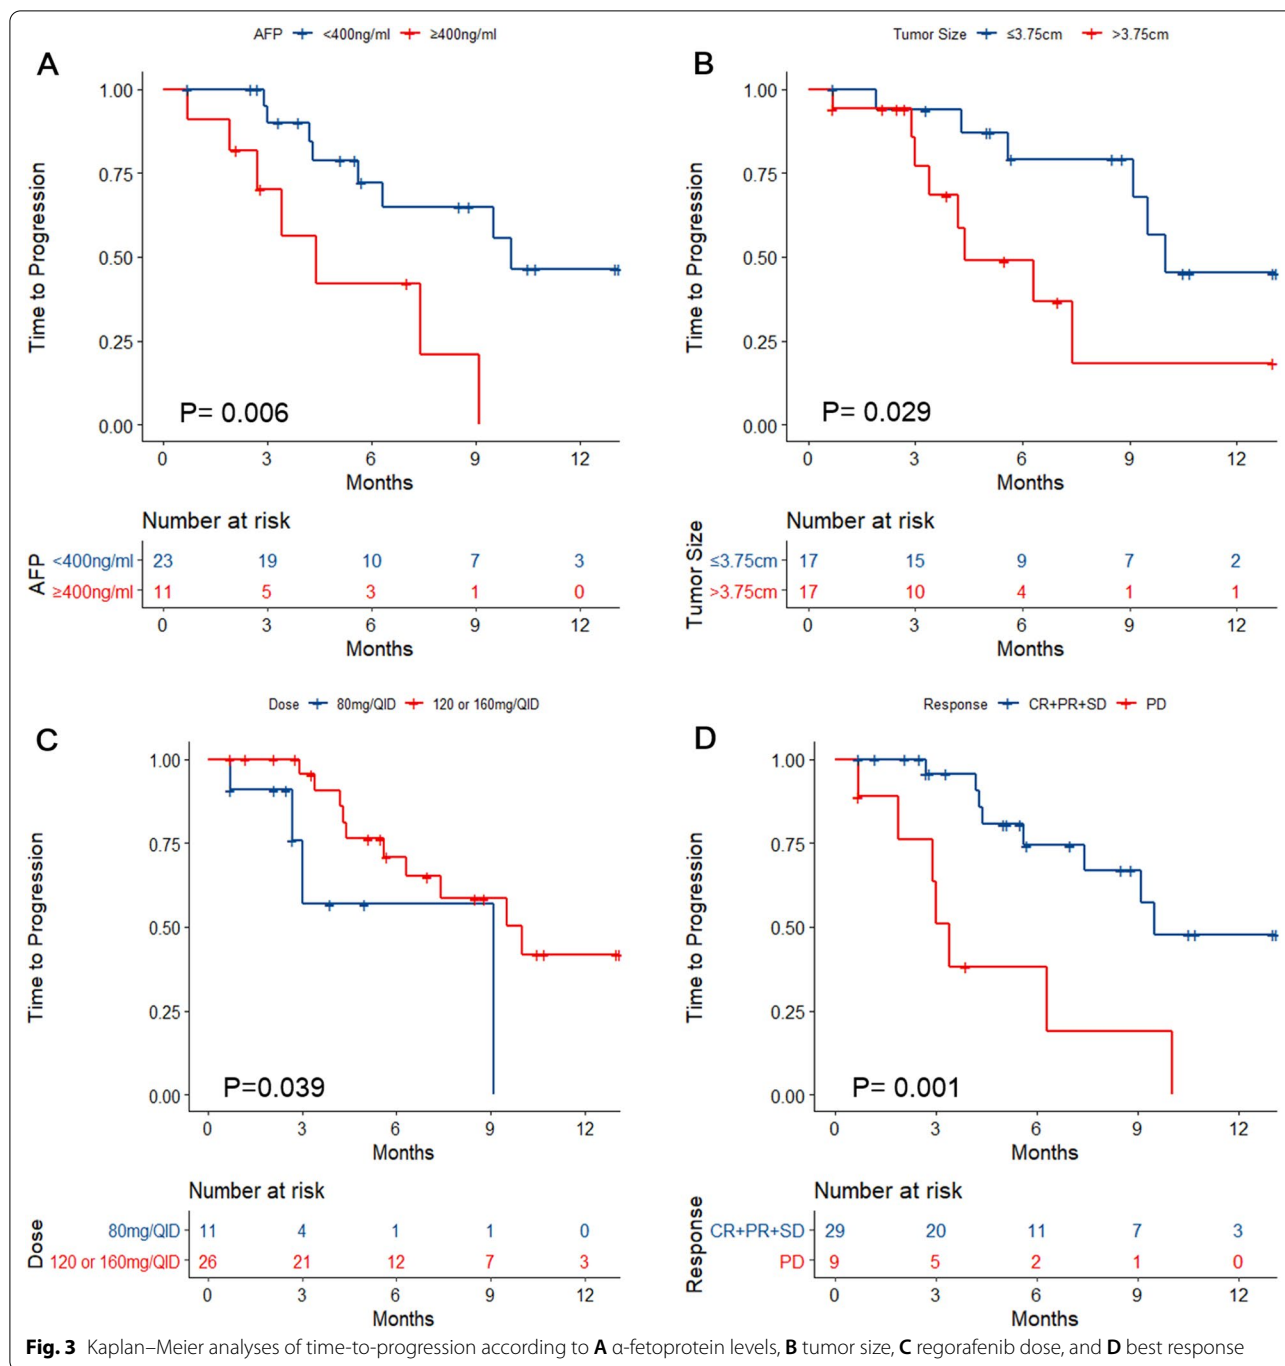 AFP <400ng/ml ≥400ng/ml
A
Time to Progression
1.00
0.75
0.50
0.25
0.00
P= 0.006
0 3 6 9 12
Months
Number at risk
AFP
<400ng/ml 23 19 10 7 3
≥400ng/ml 11 5 3 1 0
0 3 6 9 12
Months
Tumor Size ≤3.75cm >3.75cm
B
Time to Progression
1.00
0.75
0.50
0.25
0.00
P= 0.029
0 3 6 9 12
Months
Number at risk
Tumor Size
≤3.75cm 17 15 9 7 2
>3.75cm 17 10 4 1 1
0 3 6 9 12
Months
Dose 80mg/QID 120 or 160mg/QID
C
Time to Progression
1.00
0.75
0.50
0.25
0.00
P=0.039
0 3 6 9 12
Months
Number at risk
Dose
80mg/QID 11 4 1 1 0
120 or 160mg/QID 26 21 12 7 3
0 3 6 9 12
Months
Response CR+PR+SD PD
D
Time to Progression
1.00
0.75
0.50
0.25
0.00
P= 0.001
0 3 6 9 12
Months
Number at risk
Response
CR+PR+SD 29 20 11 7 3
PD 9 5 2 1 0
0 3 6 9 12
Months
Fig. 3 Kaplan–Meier analyses of time-to-progression according to A α-fetoprotein levels, B tumor size, C regorafenib dose, and D best response